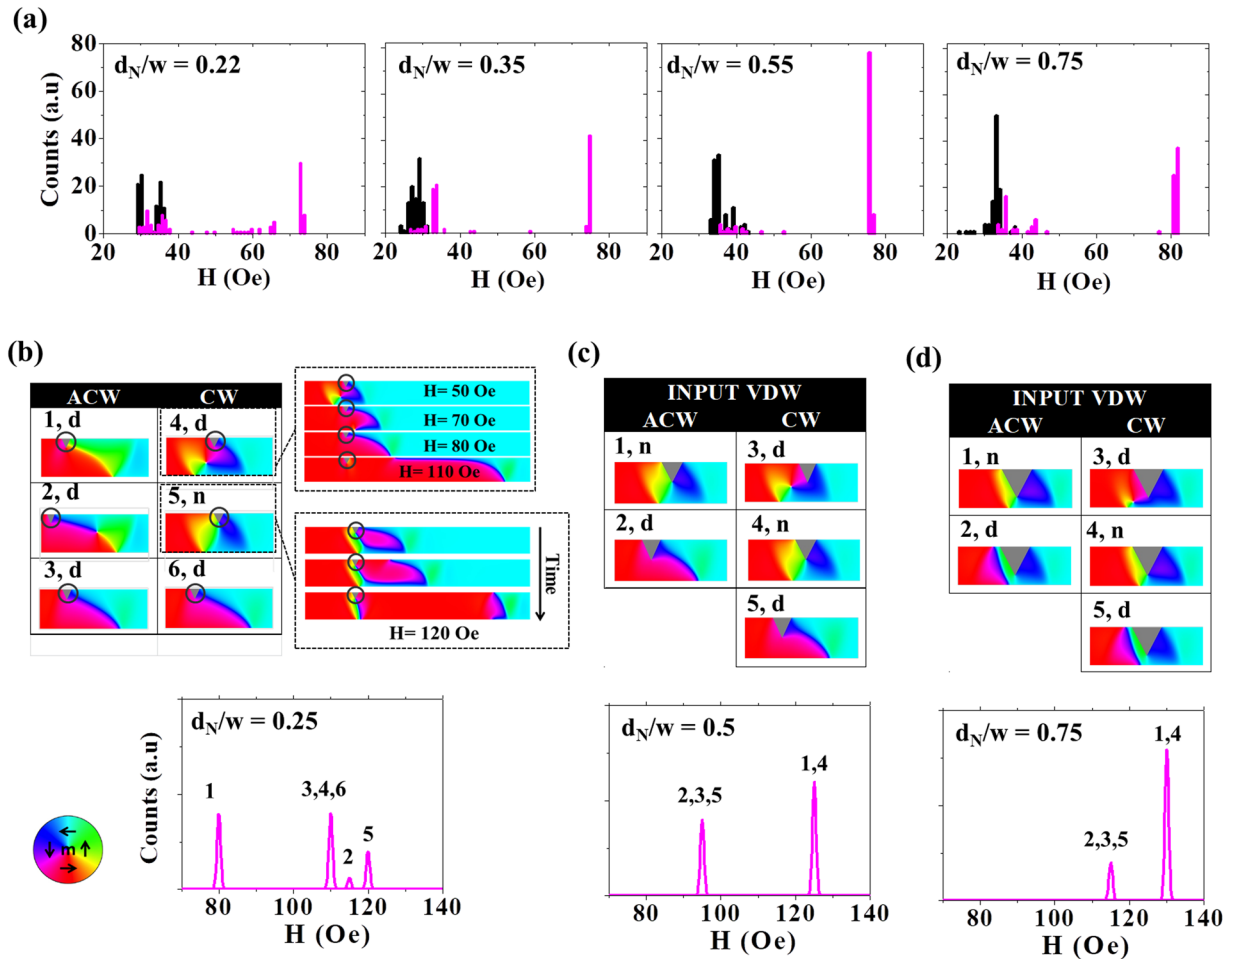 (a)
80
60
40
20
0
Counts (a.u)
dN/w = 0.22
dN/w = 0.35
dN/w = 0.55
dN/w = 0.75
20 40 60 80
20 40 60 80
20 40 60 80
20 40 60 80
H (Oe)
H (Oe)
H (Oe)
H (Oe)
(b)
ACW CW
1, d
4, d
2, d
5, n
3, d
6, d
H= 50 Oe
H= 70 Oe
H= 80 Oe
H= 110 Oe
Time
H= 120 Oe
(c)
INPUT VDW
ACW CW
1, n
3, d
2, d
4, n
5, d
(d)
INPUT VDW
ACW CW
1, n
3, d
2, d
4, n
5, d
m
dN/w = 0.25
Counts (a.u)
1
3,4,6
2
5
80 100 120 140
H (Oe)
dN/w = 0.5
2,3,5
1,4
80 100 120 140
H (Oe)
dN/w = 0.75
2,3,5
1,4
80 100 120 140
H (Oe)